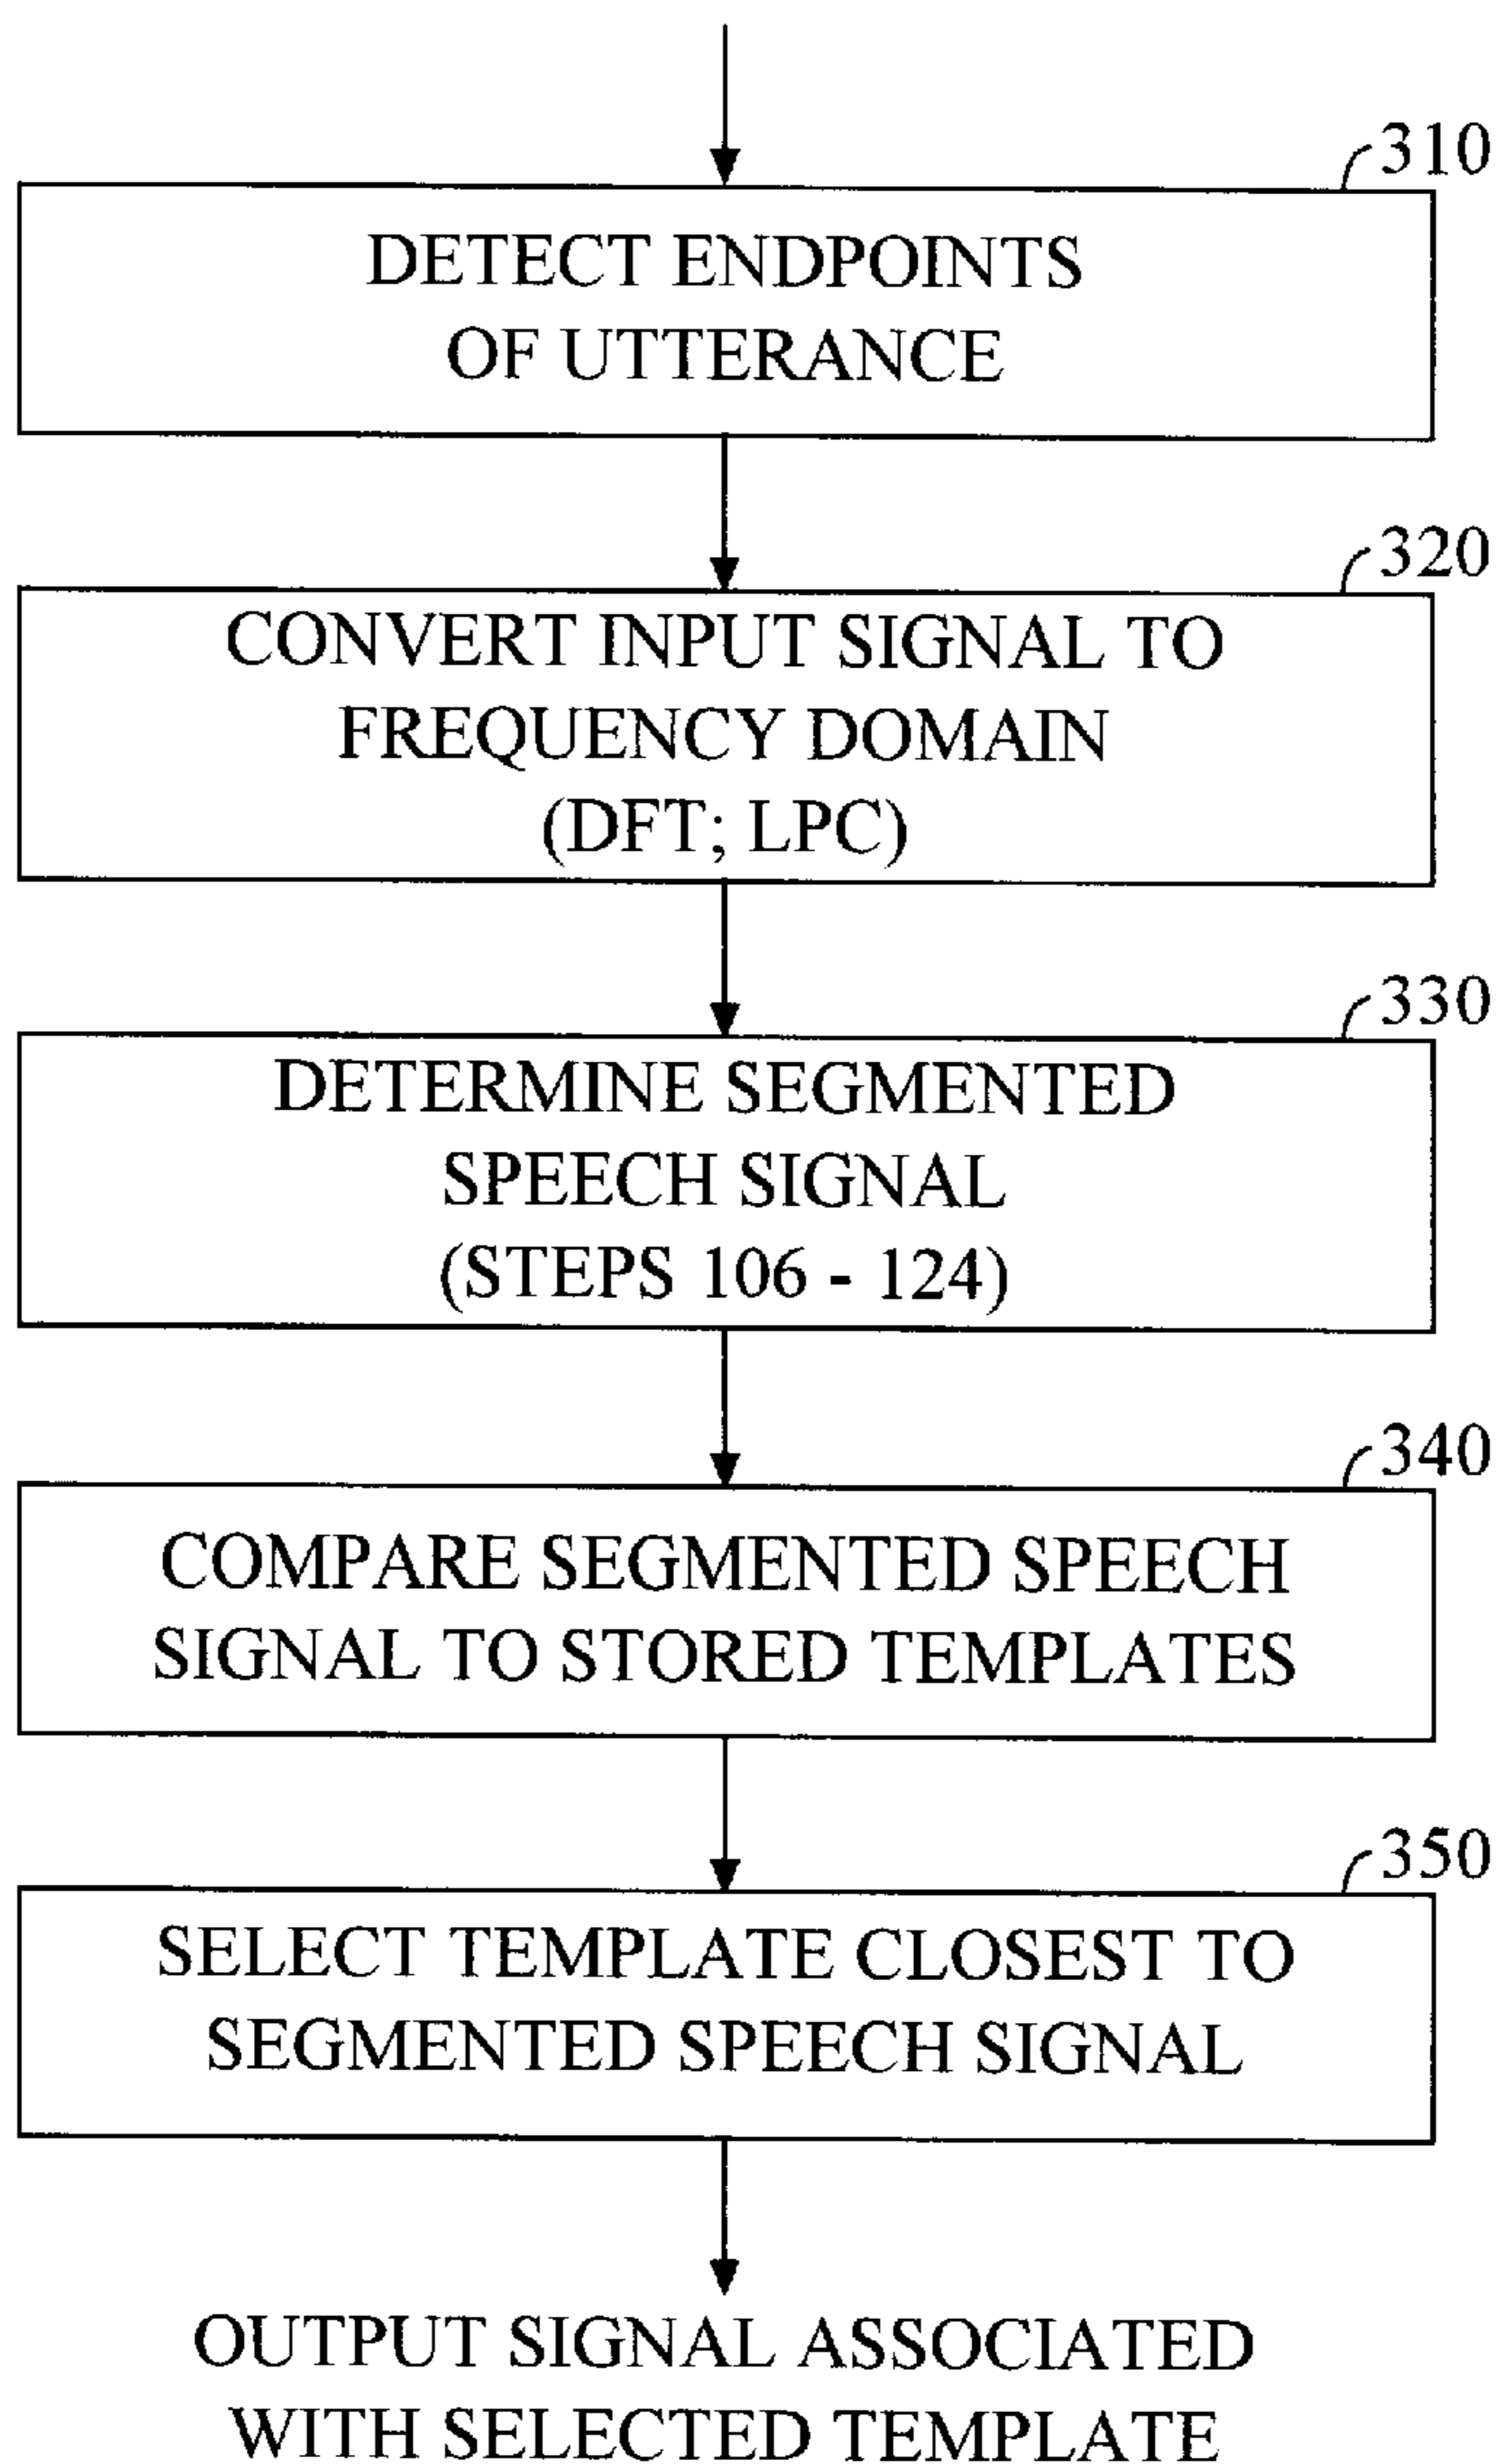 310
DETECT ENDPOINTS
OF UTTERANCE
320
CONVERT INPUT SIGNAL TO
FREQUENCY DOMAIN
(DFT; LPC)
330
DETERMINE SEGMENTED
SPEECH SIGNAL
(STEPS 106 - 124)
340
COMPARE SEGMENTED SPEECH
SIGNAL TO STORED TEMPLATES
350
SELECT TEMPLATE CLOSEST TO
SEGMENTED SPEECH SIGNAL
OUTPUT SIGNAL ASSOCIATED
WITH SELECTED TEMPLATE